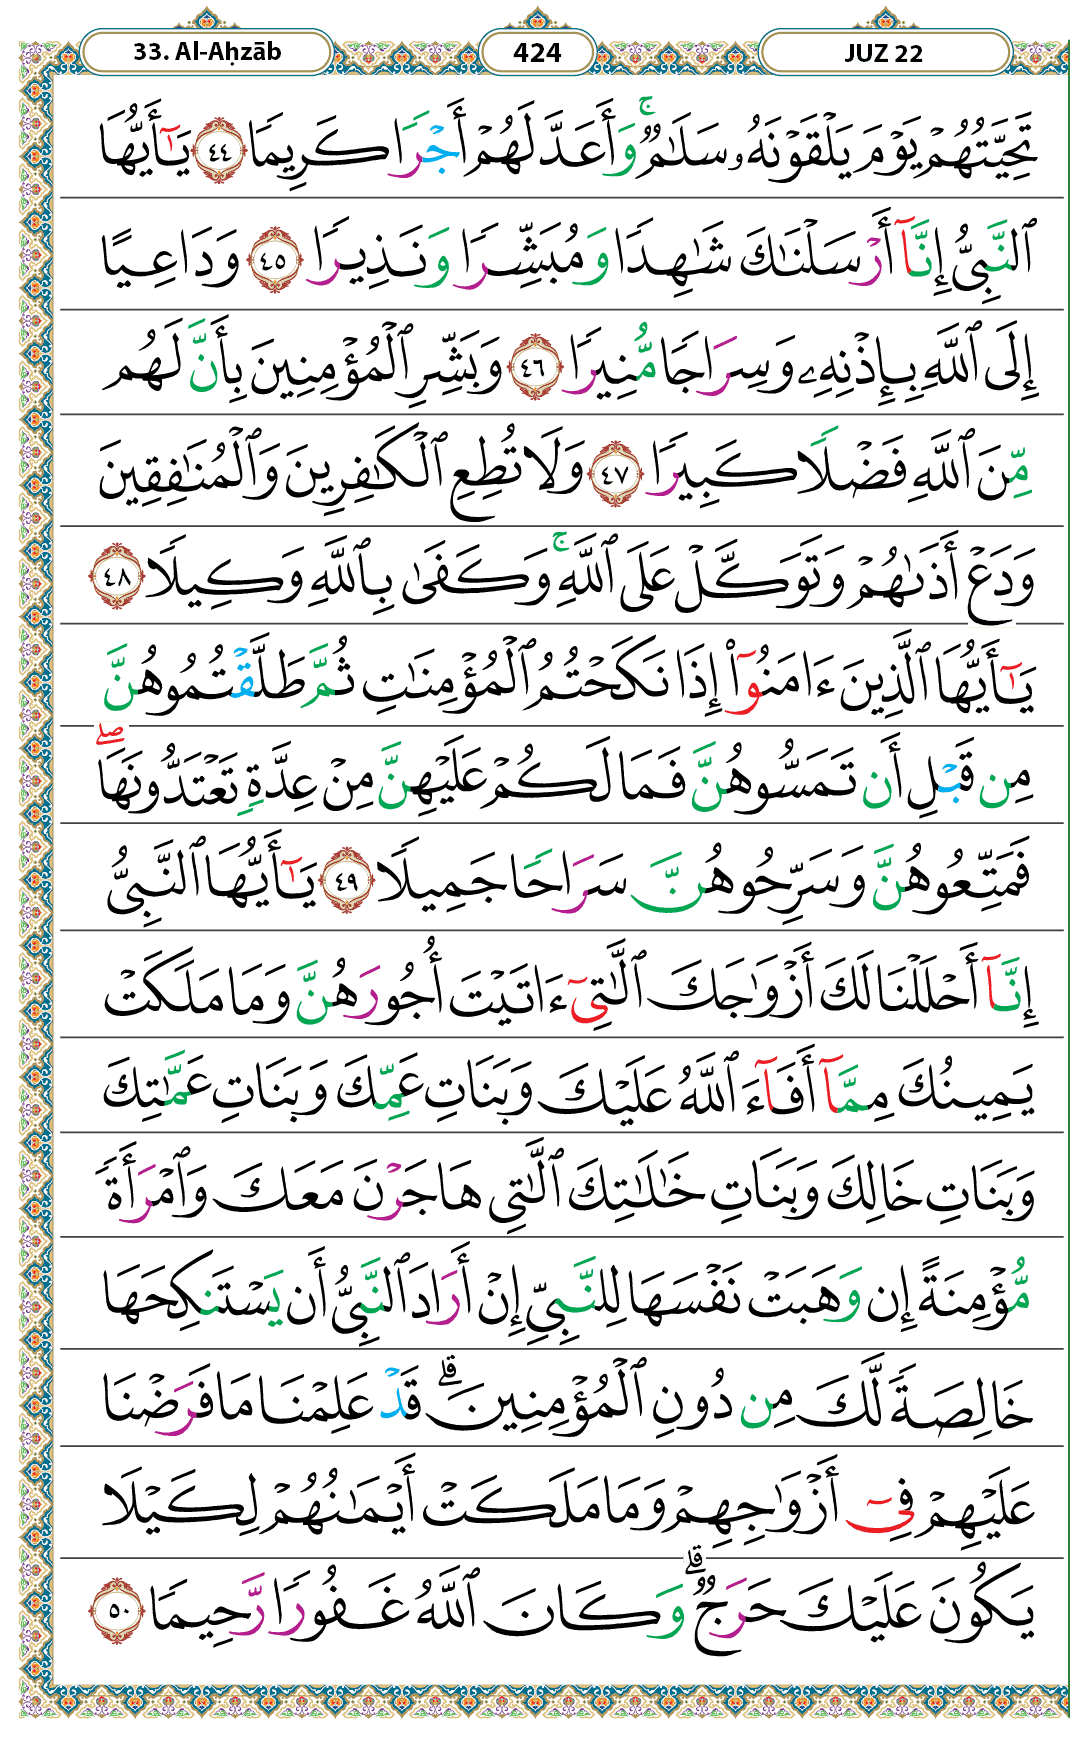 33. Al-Aḥzāb 424 JUZ 22
تَحِيَّتُهُمْ يَوْمَ يَلْقَوْنَهُۥ سَلَٰمٌۭ ۚ وَأَعَدَّ لَهُمْ أَجْرًۭا كَرِيمًۭا ٤٤ يَٰٓأَيُّهَا
ٱلنَّبِىُّ إِنَّآ أَرْسَلْنَٰكَ شَٰهِدًۭا وَمُبَشِّرًۭا وَنَذِيرًۭا ٤٥ وَدَاعِيًا
إِلَى ٱللَّهِ بِإِذْنِهِۦ وَسِرَاجًۭا مُّنِيرًۭا ٤٦ وَبَشِّرِ ٱلْمُؤْمِنِينَ بِأَنَّ لَهُم
مِّنَ ٱللَّهِ فَضْلًۭا كَبِيرًۭا ٤٧ وَلَا تُطِعِ ٱلْكَٰفِرِينَ وَٱلْمُنَٰفِقِينَ
وَدَعْ أَذَىٰهُمْ وَتَوَكَّلْ عَلَى ٱللَّهِ ۚ وَكَفَىٰ بِٱللَّهِ وَكِيلًۭا ٤٨
يَٰٓأَيُّهَا ٱلَّذِينَ ءَامَنُوٓا۟ إِذَا نَكَحْتُمُ ٱلْمُؤْمِنَٰتِ ثُمَّ طَلَّقْتُمُوهُنَّ
مِن قَبْلِ أَن تَمَسُّوهُنَّ فَمَا لَكُمْ عَلَيْهِنَّ مِنْ عِدَّةٍۢ تَعْتَدُّونَهَا ۖ
فَمَتِّعُوهُنَّ وَسَرِّحُوهُنَّ سَرَاحًۭا جَمِيلًۭا ٤٩ يَٰٓأَيُّهَا ٱلنَّبِىُّ
إِنَّآ أَحْلَلْنَا لَكَ أَزْوَٰجَكَ ٱلَّٰتِىٓ ءَاتَيْتَ أُجُورَهُنَّ وَمَا مَلَكَتْ
يَمِينُكَ مِمَّآ أَفَآءَ ٱللَّهُ عَلَيْكَ وَبَنَاتِ عَمِّكَ وَبَنَاتِ عَمَّٰتِكَ
وَبَنَاتِ خَالِكَ وَبَنَاتِ خَٰلَٰتِكَ ٱلَّٰتِى هَاجَرْنَ مَعَكَ وَٱمْرَأَةًۭ
مُّؤْمِنَةً إِن وَهَبَتْ نَفْسَهَا لِلنَّبِىِّ إِنْ أَرَادَ ٱلنَّبِىُّ أَن يَسْتَنكِحَهَا
خَالِصَةًۭ لَّكَ مِن دُونِ ٱلْمُؤْمِنِينَ ۗ قَدْ عَلِمْنَا مَا فَرَضْنَا
عَلَيْهِمْ فِىٓ أَزْوَٰجِهِمْ وَمَا مَلَكَتْ أَيْمَٰنُهُمْ لِكَيْلَا
يَكُونَ عَلَيْكَ حَرَجٌۭ ۗ وَكَانَ ٱللَّهُ غَفُورًۭا رَّحِيمًۭا ٥٠